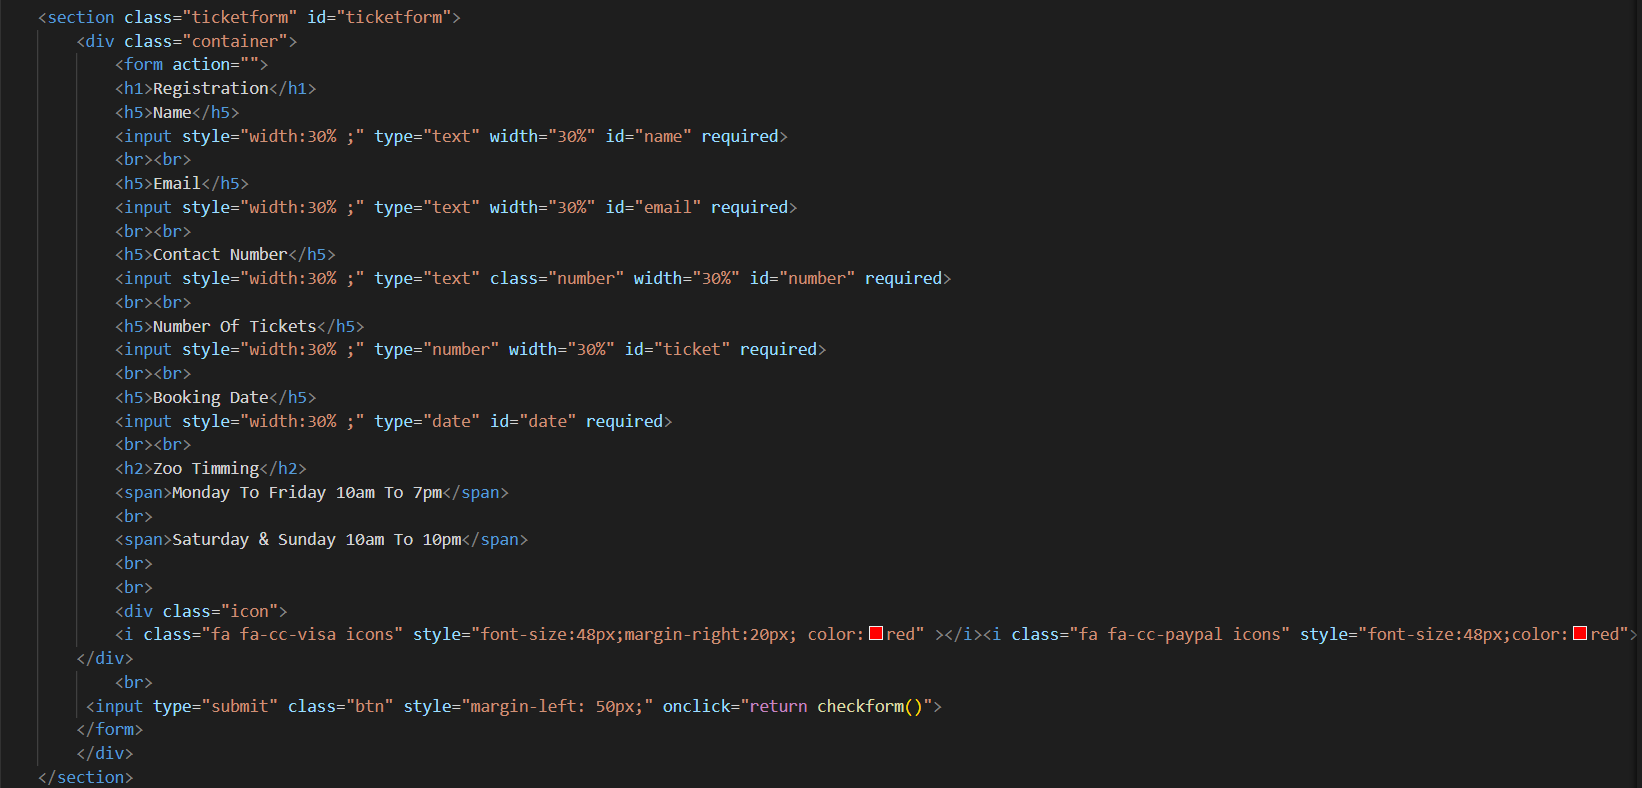 <section class="ticketform" id="ticketform">
<div class="container">
<form action="">
<h1>Registration</h1>
<h5>Name</h5>
<input style="width:30% ;" type="text" width="30%" id="name" required>
<br><br>
<h5>Email</h5>
<input style="width:30% ;" type="text" width="30%" id="email" required>
<br><br>
<h5>Contact Number</h5>
<input style="width:30% ;" type="text" class="number" width="30%" id="number" required>
<br><br>
<h5>Number Of Tickets</h5>
<input style="width:30% ;" type="number" width="30%" id="ticket" required>
<br><br>
<h5>Booking Date</h5>
<input style="width:30% ;" type="date" id="date" required>
<br><br>
<h2>Zoo Timming</h2>
<span>Monday To Friday 10am To 7pm</span>
<br>
<span>Saturday & Sunday 10am To 10pm</span>
<br>
<br>
<div class="icon">
<i class="fa fa-cc-visa icons" style="font-size:48px;margin-right:20px; color:red" ></i><i class="fa fa-cc-paypal icons" style="font-size:48px;color:red">
</div>
<br>
<input type="submit" class="btn" style="margin-left: 50px;" onclick="return checkform()">
</form>
</div>
</section>